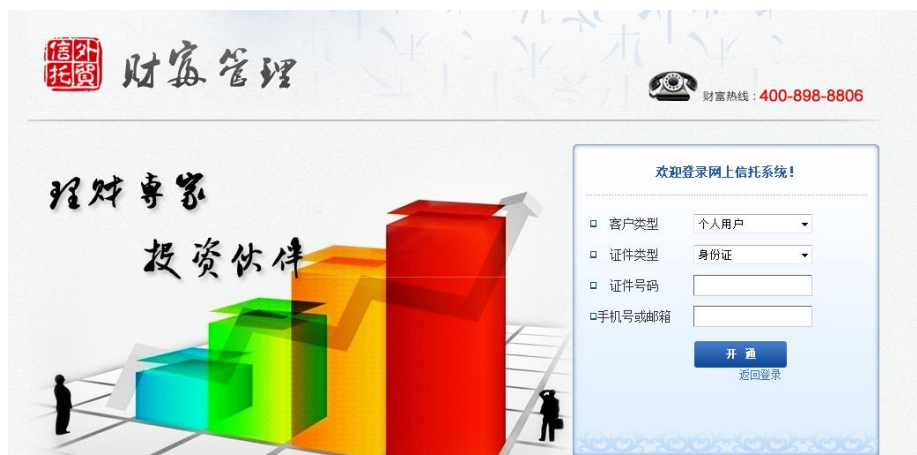 外貿信托
财富管理
财富热线：400-898-8806
理财專家
投资伙伴
欢迎登录网上信托系统！
客户类型 个人用户
证件类型 身份证
证件号码
手机号或邮箱
开 通
返回登录